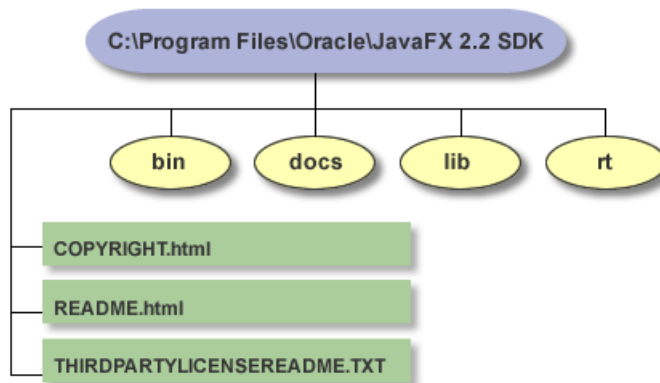 C:\Program Files\Oracle\JavaFX 2.2 SDK
bin
docs
lib
rt
COPYRIGHT.html
README.html
THIRDPARTYLICENSEREADME.TXT